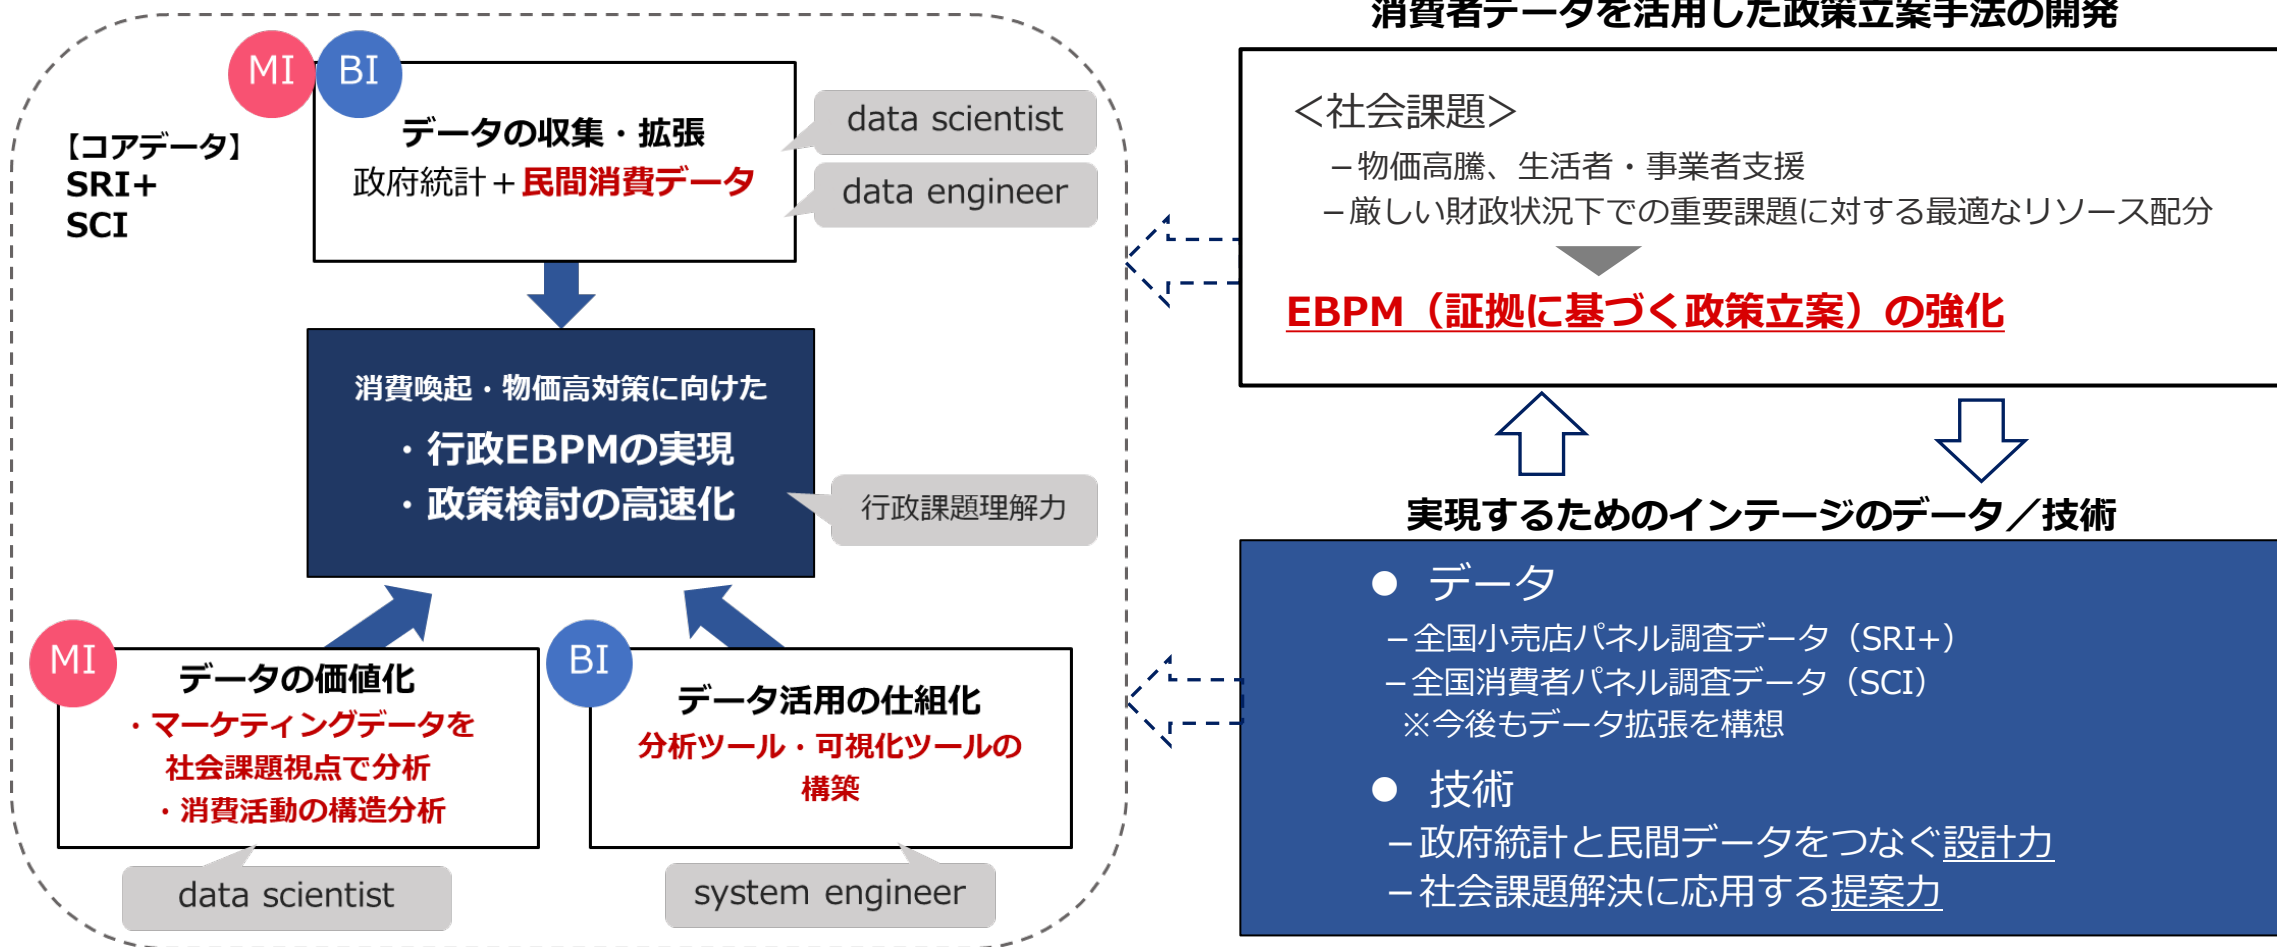 MI
BI
【コアデータ】
SRI+
SCI
データの収集・拡張
政府統計＋民間消費データ
data scientist
data engineer
消費喚起・物価高対策に向けた
・行政EBPMの実現
・政策検討の高速化
行政課題理解力
MI
データの価値化
・マーケティングデータを
社会課題視点で分析
・消費活動の構造分析
data scientist
BI
データ活用の仕組化
分析ツール・可視化ツールの
構築
system engineer
消費者データを活用した政策立案手法の開発
＜社会課題＞
－物価高騰、生活者・事業者支援
－厳しい財政状況下での重要課題に対する最適なリソース配分
EBPM（証拠に基づく政策立案）の強化
実現するためのインテージのデータ／技術
● データ
－全国小売店パネル調査データ（SRI+）
－全国消費者パネル調査データ（SCI）
※今後もデータ拡張を構想
● 技術
－政府統計と民間データをつなぐ設計力
－社会課題解決に応用する提案力